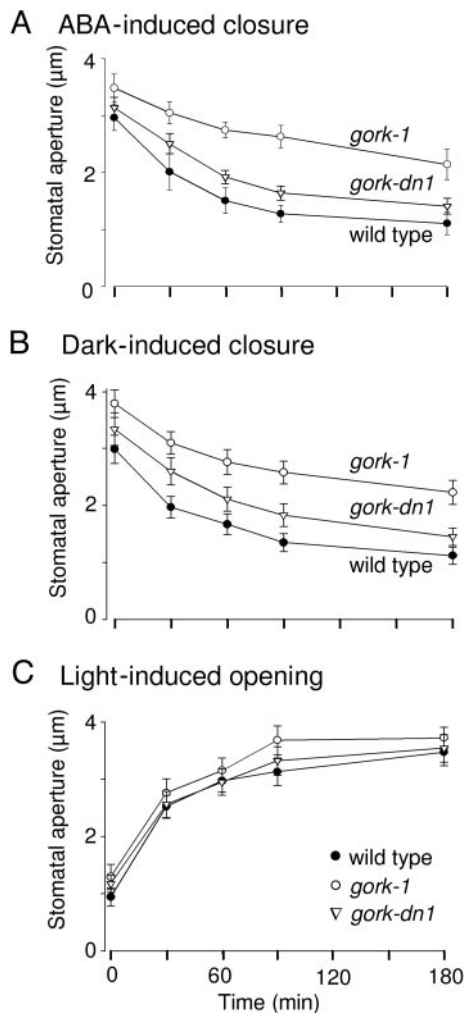 A ABA-induced closure
Stomatal aperture (µm)
4
2
0
gork-1
gork-dn1
wild type
B Dark-induced closure
Stomatal aperture (µm)
4
2
0
gork-1
gork-dn1
wild type
C Light-induced opening
Stomatal aperture (µm)
4
2
0
wild type
gork-1
gork-dn1
0 60 120 180
Time (min)